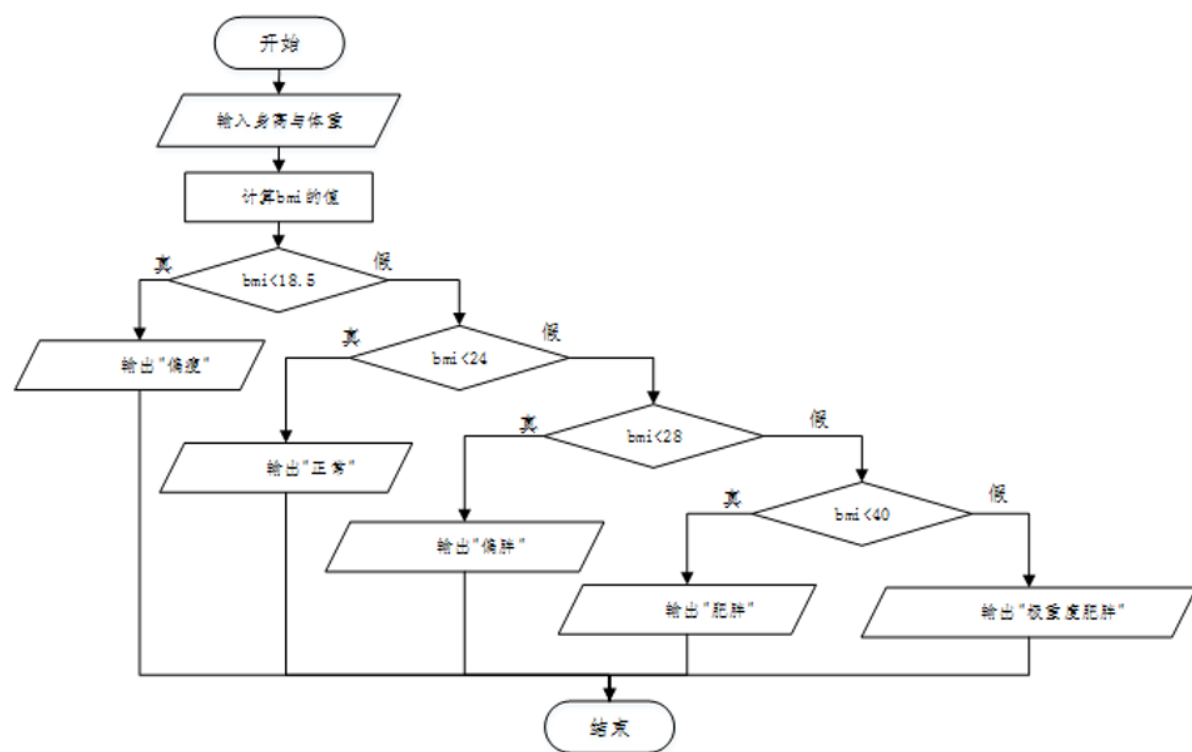 开始
输入身高与体重
计算bmi的值
真
假
bmi<18.5
真
假
输出"偏瘦"
bmi<24
真
假
bmi<28
输出"正常"
真
假
bmi<40
输出"偏胖"
输出"肥胖"
输出"极重度肥胖"
结束